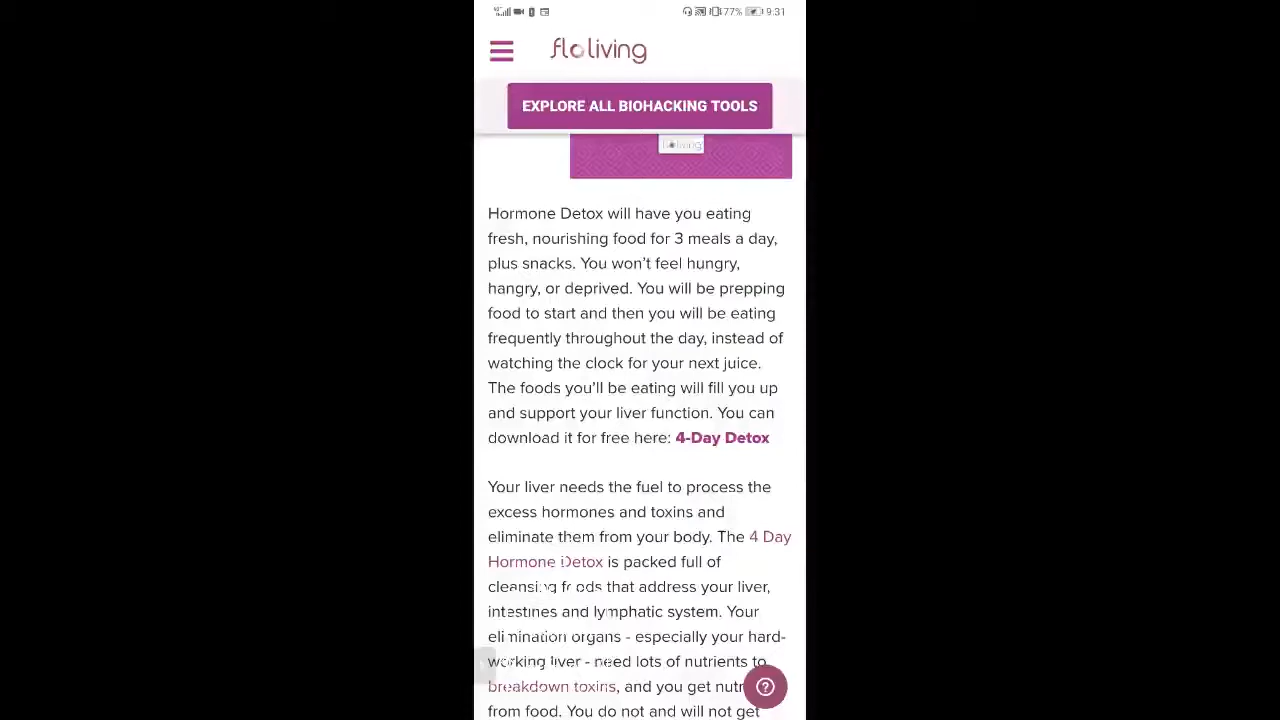 77% 9:31
floliving
EXPLORE ALL BIOHACKING TOOLS
floliving
Hormone Detox will have you eating
fresh, nourishing food for 3 meals a day,
plus snacks. You won’t feel hungry,
hangry, or deprived. You will be prepping
food to start and then you will be eating
frequently throughout the day, instead of
watching the clock for your next juice.
The foods you’ll be eating will fill you up
and support your liver function. You can
download it for free here: 4-Day Detox
Your liver needs the fuel to process the
excess hormones and toxins and
eliminate them from your body. The 4 Day
Hormone Detox is packed full of
cleansing foods that address your liver,
intestines and lymphatic system. Your
elimination organs - especially your hard-
working liver - need lots of nutrients to
breakdown toxins, and you get
from food. You do not and will not get